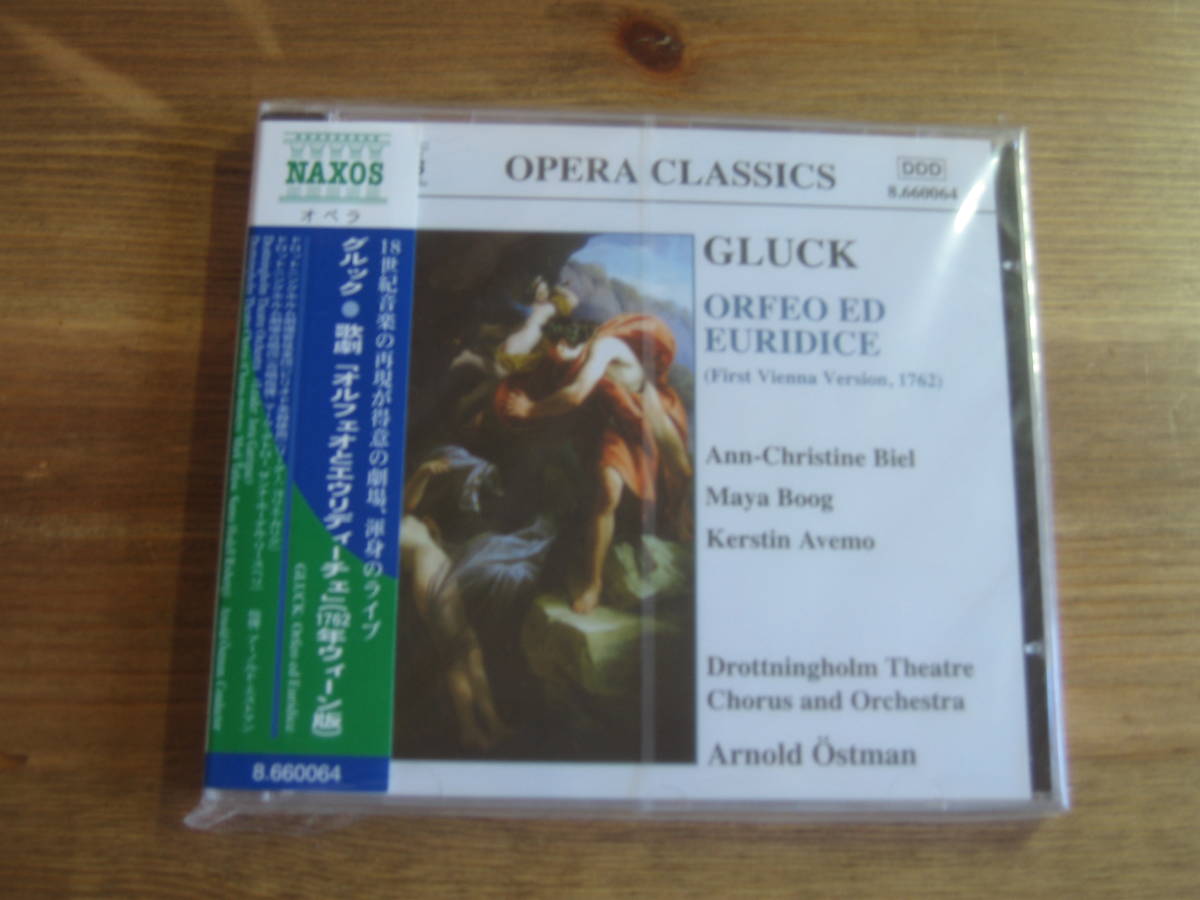 NAXOS
オペラ
18世紀音楽の再現が得意の劇場、渾身のライブ
グルック● 歌劇「オルフェオとエウリディーチェ」(1762年ウィーン版)
GLUCK: Orfeo ed Euridice
8.660064
OPERA CLASSICS
DDD
8.660064
GLUCK
ORFEO ED
EURIDICE
(First Vienna Version, 1762)
Ann-Christine Biel
Maya Boog
Kerstin Avemo
Drottningholm Theatre
Chorus and Orchestra
Arnold Östman